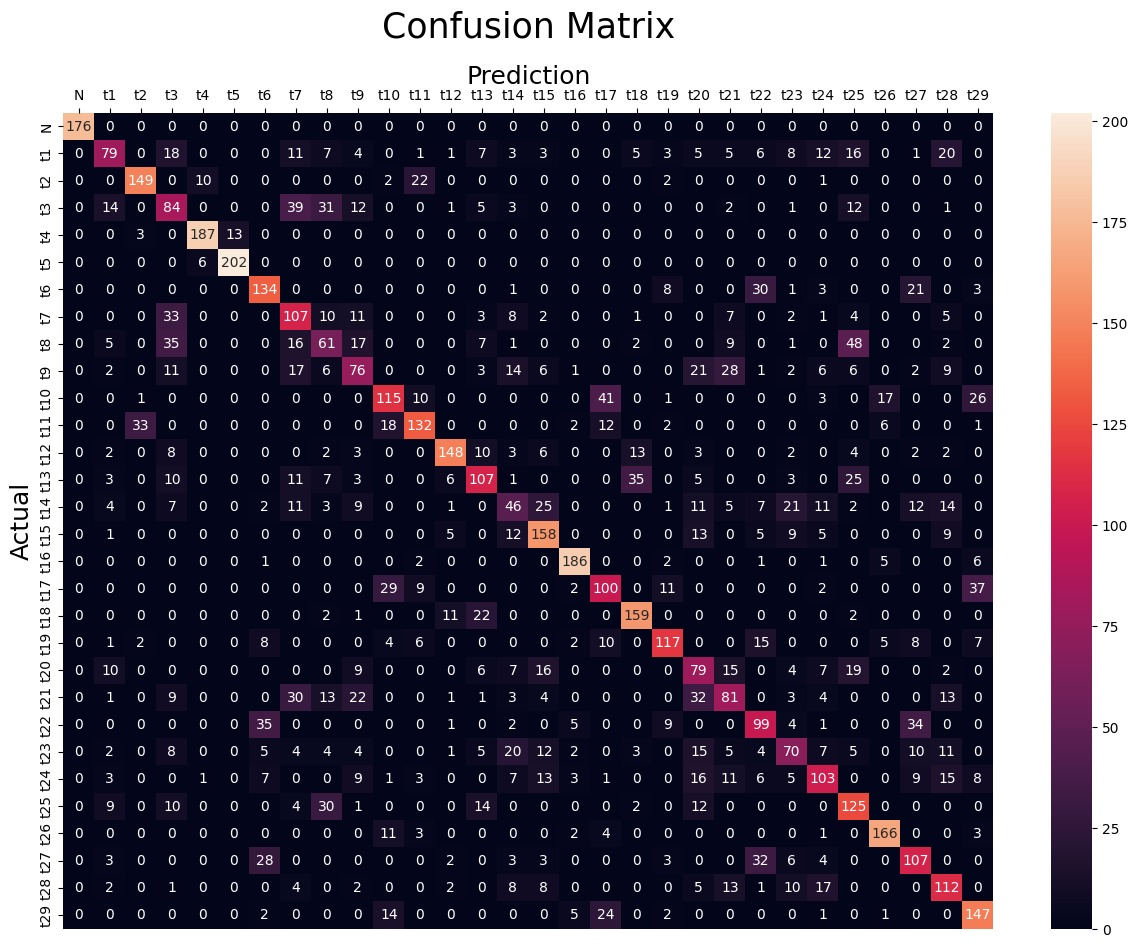 Confusion Matrix
Prediction
N t1 t2 t3 t4 t5 t6 t7 t8 t9 t10 t11 t12 t13 t14 t15 t16 t17 t18 t19 t20 t21 t22 t23 t24 t25 t26 t27 t28 t29
Actual
N 176 0 0 0 0 0 0 0 0 0 0 0 0 0 0 0 0 0 0 0 0 0 0 0 0 0 0 0 0 0
t1 0 79 0 18 0 0 0 11 7 4 0 1 1 7 3 3 0 0 5 3 5 5 6 8 12 16 0 1 20 0
t2 0 0 149 0 10 0 0 0 0 0 2 22 0 0 0 0 0 0 0 2 0 0 0 0 1 0 0 0 0 0
t3 0 14 0 84 0 0 0 39 31 12 0 0 1 5 3 0 0 0 0 0 0 2 0 1 0 12 0 0 1 0
t4 0 0 3 0 187 13 0 0 0 0 0 0 0 0 0 0 0 0 0 0 0 0 0 0 0 0 0 0 0 0
t5 0 0 0 0 6 202 0 0 0 0 0 0 0 0 0 0 0 0 0 0 0 0 0 0 0 0 0 0 0 0
t6 0 0 0 0 0 0 134 0 0 0 0 0 0 0 1 0 0 0 0 8 0 0 30 1 3 0 0 21 0 3
t7 0 0 0 33 0 0 0 107 10 11 0 0 0 3 8 2 0 0 1 0 0 7 0 2 1 4 0 0 5 0
t8 0 5 0 35 0 0 0 16 61 17 0 0 0 7 1 0 0 0 2 0 0 9 0 1 0 48 0 0 2 0
t9 0 2 0 11 0 0 0 17 6 76 0 0 0 3 14 6 1 0 0 0 21 28 1 2 6 6 0 2 9 0
t10 0 0 1 0 0 0 0 0 0 0 115 10 0 0 0 0 0 41 0 1 0 0 0 0 3 0 17 0 0 26
t11 0 0 33 0 0 0 0 0 0 0 18 132 0 0 0 0 2 12 0 2 0 0 0 0 0 0 6 0 0 1
t12 0 2 0 8 0 0 0 0 2 3 0 0 148 10 3 6 0 0 13 0 3 0 0 2 0 4 0 2 2 0
t13 0 3 0 10 0 0 0 11 7 3 0 0 6 107 1 0 0 0 35 0 5 0 0 3 0 25 0 0 0 0
t14 0 4 0 7 0 0 2 11 3 9 0 0 1 0 46 25 0 0 0 1 11 5 7 21 11 2 0 12 14 0
t15 0 1 0 0 0 0 0 0 0 0 0 0 5 0 12 158 0 0 0 0 13 0 5 9 5 0 0 0 9 0
t16 0 0 0 0 0 0 1 0 0 0 0 2 0 0 0 0 186 0 0 2 0 0 1 0 1 0 5 0 0 6
t17 0 0 0 0 0 0 0 0 0 0 29 9 0 0 0 0 2 100 0 11 0 0 0 0 2 0 0 0 0 37
t18 0 0 0 0 0 0 0 0 2 1 0 0 11 22 0 0 0 0 159 0 0 0 0 0 0 2 0 0 0 0
t19 0 1 2 0 0 0 8 0 0 0 4 6 0 0 0 0 2 10 0 117 0 0 15 0 0 0 5 8 0 7
t20 0 10 0 0 0 0 0 0 0 9 0 0 0 6 7 16 0 0 0 0 79 15 0 4 7 19 0 0 2 0
t21 0 1 0 9 0 0 0 30 13 22 0 0 1 1 3 4 0 0 0 0 32 81 0 3 4 0 0 0 13 0
t22 0 0 0 0 0 0 35 0 0 0 0 0 1 0 2 0 5 0 0 9 0 0 99 4 1 0 0 34 0 0
t23 0 2 0 8 0 0 5 4 4 4 0 0 1 5 20 12 2 0 3 0 15 5 4 70 7 5 0 10 11 0
t24 0 3 0 0 1 0 7 0 0 9 1 3 0 0 7 13 3 1 0 0 16 11 6 5 103 0 0 9 15 8
t25 0 9 0 10 0 0 0 4 30 1 0 0 0 14 0 0 0 0 2 0 12 0 0 0 0 125 0 0 0 0
t26 0 0 0 0 0 0 0 0 0 0 11 3 0 0 0 0 2 4 0 0 0 0 0 0 1 0 166 0 0 3
t27 0 3 0 0 0 0 28 0 0 0 0 0 2 0 3 3 0 0 0 3 0 0 32 6 4 0 0 107 0 0
t28 0 2 0 1 0 0 0 4 0 2 0 0 2 0 8 8 0 0 0 0 5 13 1 10 17 0 0 0 112 0
t29 0 0 0 0 0 0 2 0 0 0 14 0 0 0 0 0 5 24 0 2 0 0 0 0 1 0 1 0 0 147
200
175
150
125
100
75
50
25
0